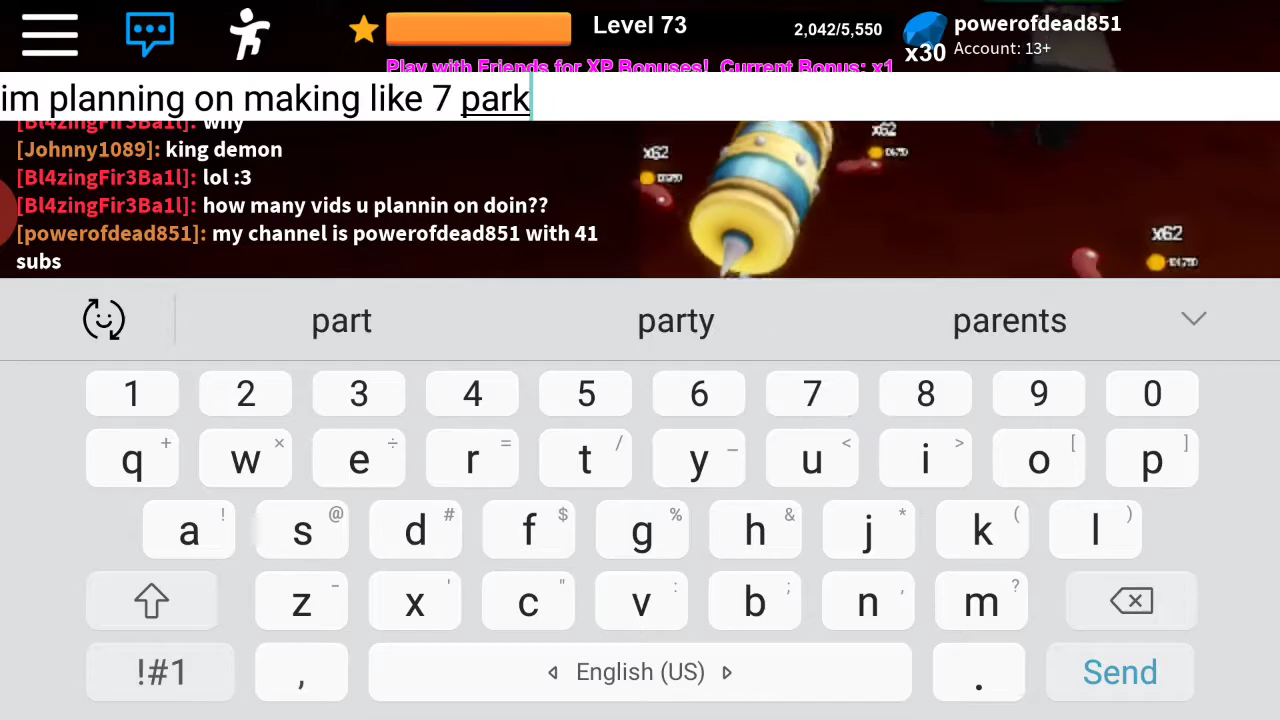 Level 73
2,042/5,550
x30
powerofdead851
Account: 13+
Play with Friends for XP Bonuses! Current Bonus: x1
im planning on making like 7 park
[Bl4zingFir3Ba1l]: why
[Johnny1089]: king demon
[Bl4zingFir3Ba1l]: lol :3
[Bl4zingFir3Ba1l]: how many vids u plannin on doin??
[powerofdead851]: my channel is powerofdead851 with 41
subs
x62
x62
x62
part party parents
1 2 3 4 5 6 7 8 9 0
q + w × e ÷ r = t / y _ u < i > o [ p ]
a ! s @ d # f $ g % h & j * k ( l )
z - x ' c " v : b ; n , m ?
!#1 , English (US) . Send